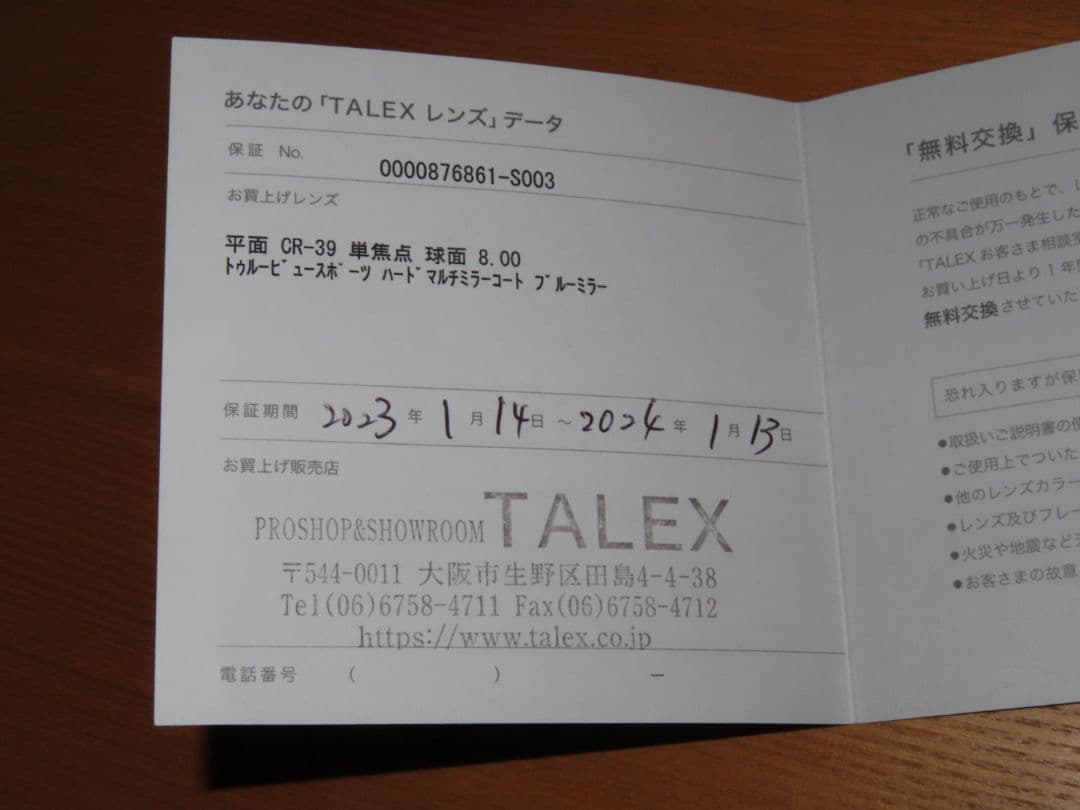 あなたの「TALEX レンズ」データ
保証 No. 0000876861-S003
お買上げレンズ
平面 CR-39 単焦点 球面 8.00
トゥルービュースポーツ ハードマルチミラーコート ブルーミラー
保証期間 2023年 1月 14日 ～ 2024年 1月 13日
お買上げ販売店
PROSHOP&SHOWROOM TALEX
〒544-0011 大阪市生野区田島4-4-38
Tel(06)6758-4711 Fax(06)6758-4712
https://www.talex.co.jp
電話番号 ( ) －
「無料交換」保
正常なご使用のもとで、
の不具合が万一発生した
「TALEX お客さま相談室
お買い上げ日より 1 年
無料交換させていた
恐れ入りますが保
●取扱いご説明書の
●ご使用上でついた
●他のレンズカラー
●レンズ及びフレー
●火災や地震など
●お客さまの故意